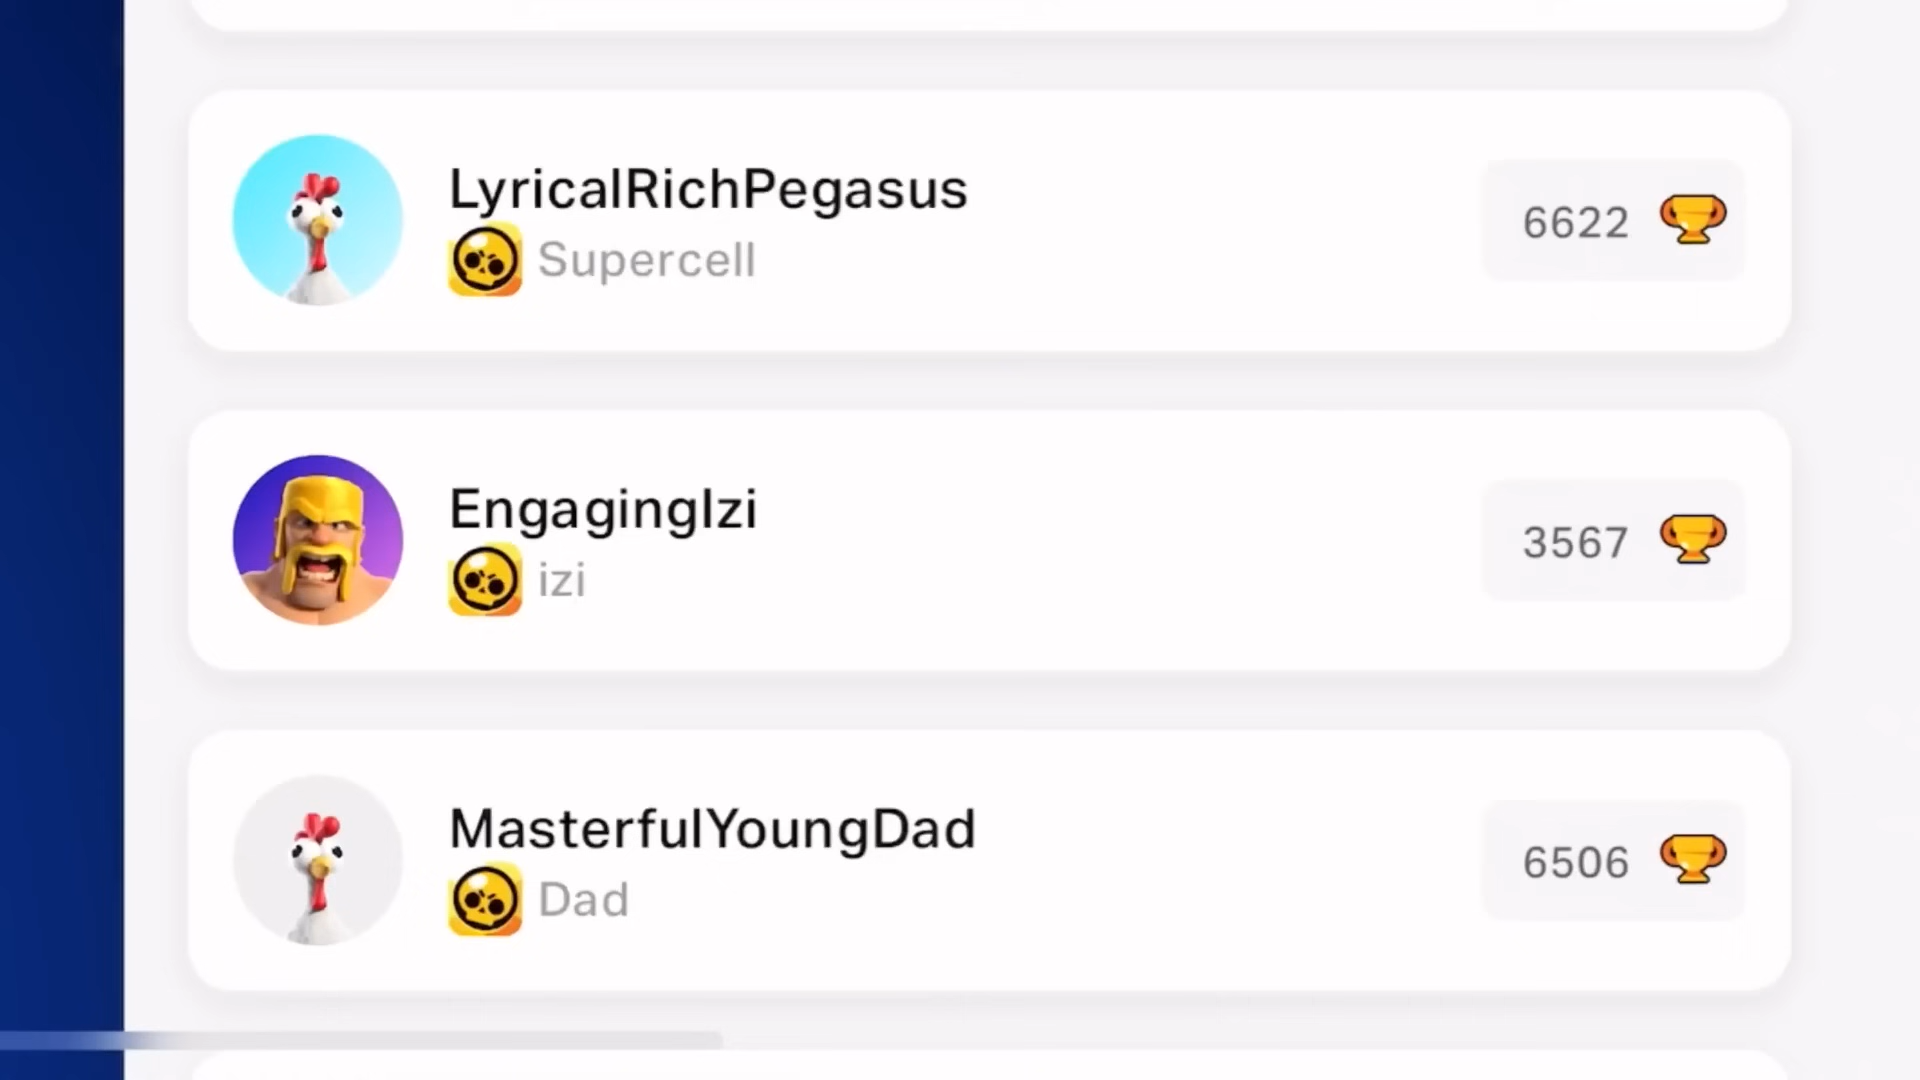 LyricalRichPegasus
Supercell
6622
EngagingIzi
izi
3567
MasterfulYoungDad
Dad
6506